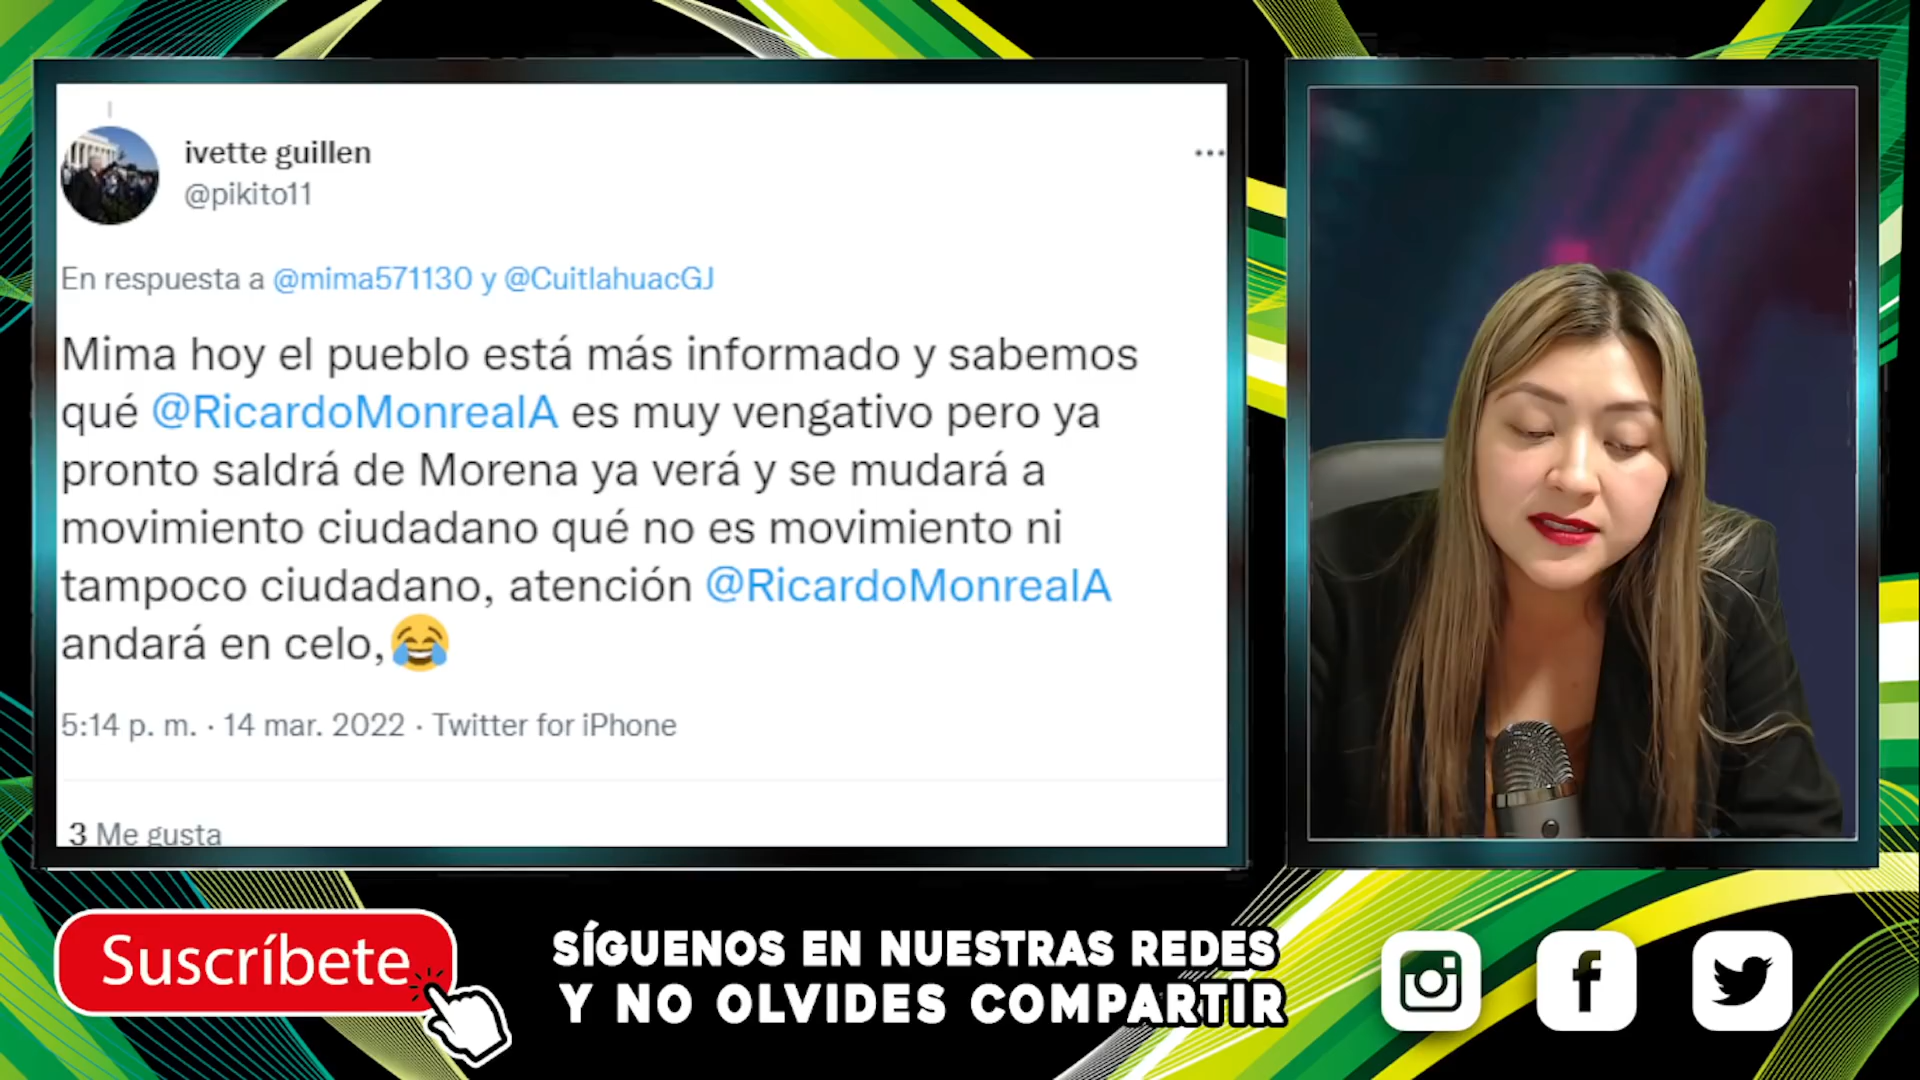 ivette guillen
@pikito11
En respuesta a @mima571130 y @CuitlahuacGJ
Mima hoy el pueblo está más informado y sabemos
qué @RicardoMonrealA es muy vengativo pero ya
pronto saldrá de Morena ya verá y se mudará a
movimiento ciudadano qué no es movimiento ni
tampoco ciudadano, atención @RicardoMonrealA
andará en celo,😂
5:14 p. m. · 14 mar. 2022 · Twitter for iPhone
3 Me gusta
Suscríbete
SÍGUENOS EN NUESTRAS REDES
Y NO OLVIDES COMPARTIR